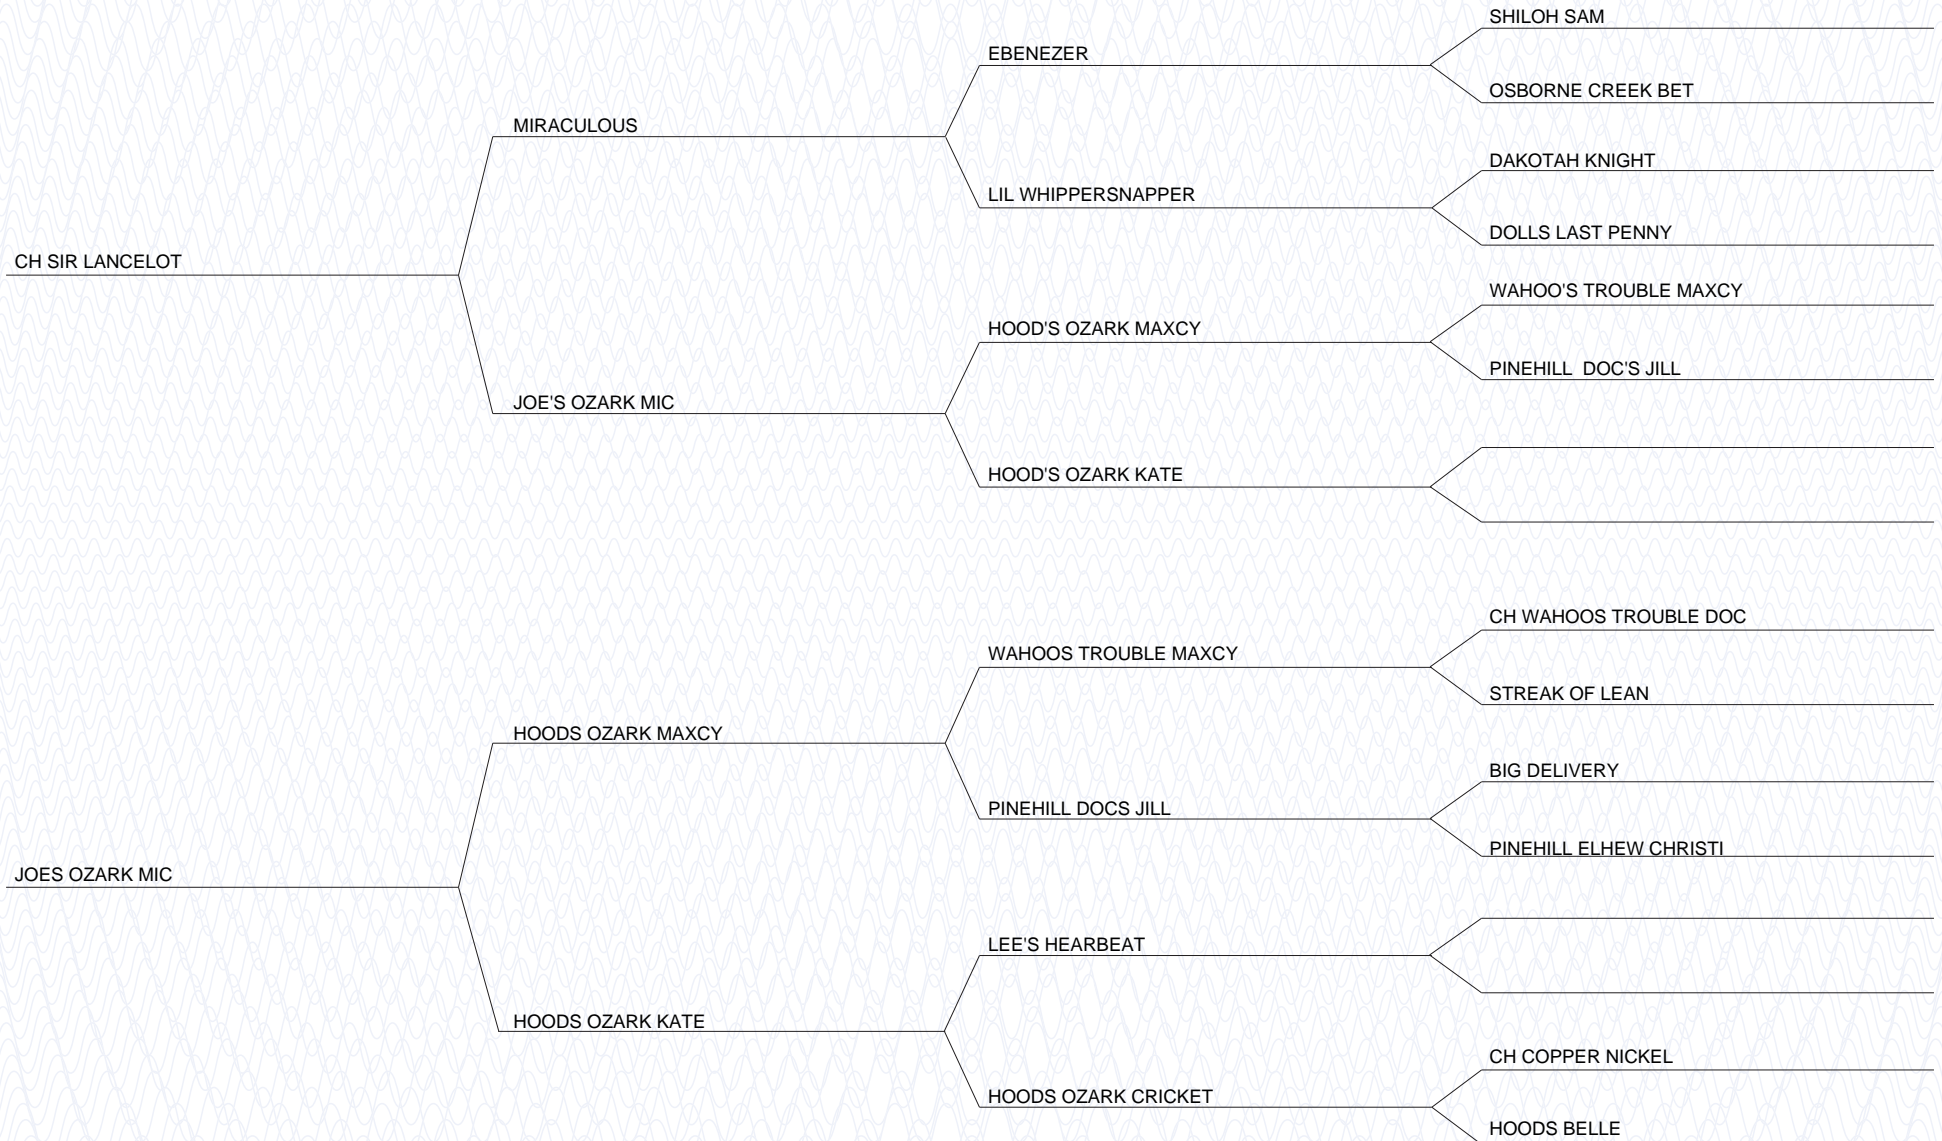 SHILOH SAM
EBENEZER
OSBORNE CREEK BET
MIRACULOUS
DAKOTAH KNIGHT
LIL WHIPPERSNAPPER
DOLLS LAST PENNY
CH SIR LANCELOT
WAHOO'S TROUBLE MAXCY
HOOD'S OZARK MAXCY
PINEHILL  DOC'S JILL
JOE'S OZARK MIC
HOOD'S OZARK KATE
CH WAHOOS TROUBLE DOC
WAHOOS TROUBLE MAXCY
STREAK OF LEAN
HOODS OZARK MAXCY
BIG DELIVERY
PINEHILL DOCS JILL
PINEHILL ELHEW CHRISTI
JOES OZARK MIC
LEE'S HEARBEAT
HOODS OZARK KATE
CH COPPER NICKEL
HOODS OZARK CRICKET
HOODS BELLE